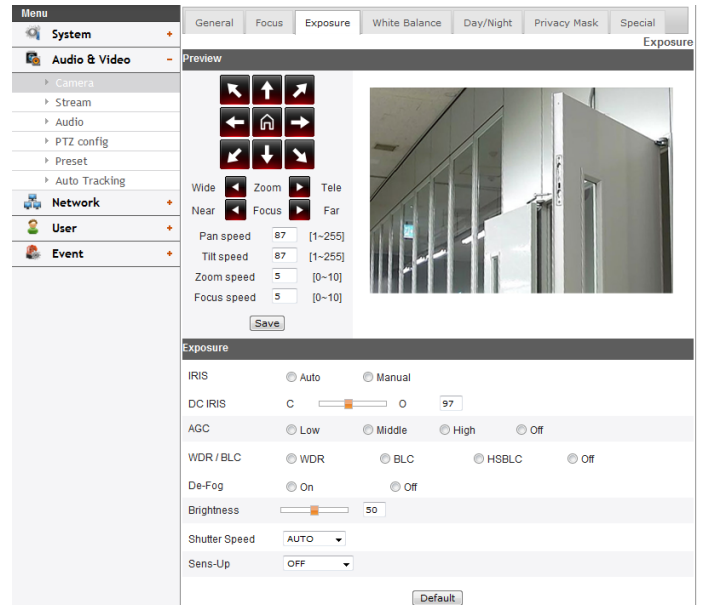 Menu
System +
Audio & Video -
Camera
Stream
Audio
PTZ config
Preset
Auto Tracking
Network +
User +
Event +
General Focus Exposure White Balance Day/Night Privacy Mask Special
Exposure
Preview
Wide Zoom Tele
Near Focus Far
Pan speed 87 [1~255]
Tilt speed 87 [1~255]
Zoom speed 5 [0~10]
Focus speed 5 [0~10]
Save
Exposure
IRIS Auto Manual
DC IRIS C O 97
AGC Low Middle High Off
WDR / BLC WDR BLC HSBLC Off
De-Fog On Off
Brightness 50
Shutter Speed AUTO
Sens-Up OFF
Default